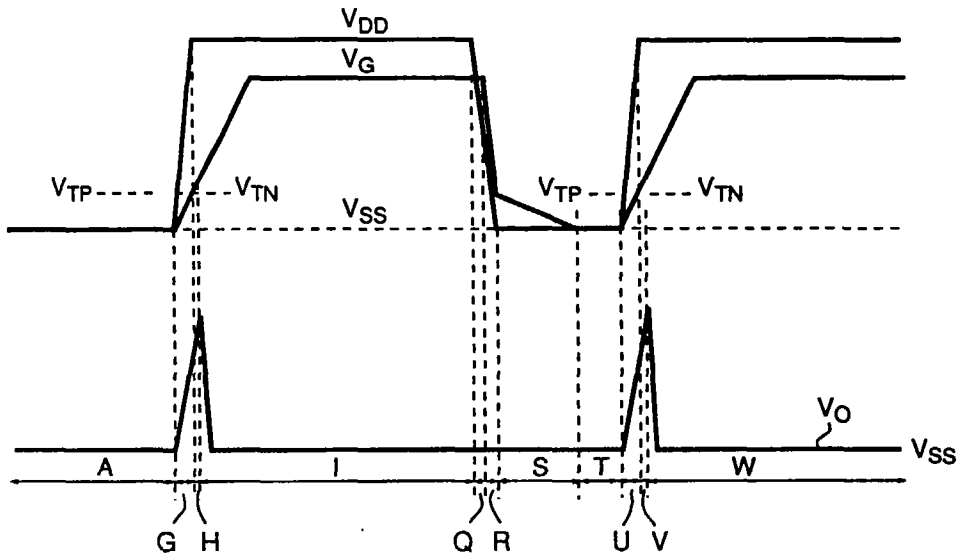 VDD
VG
VTP VTN VTP VTN
VSS
VO
VSS
A I S T W
G H Q R U V